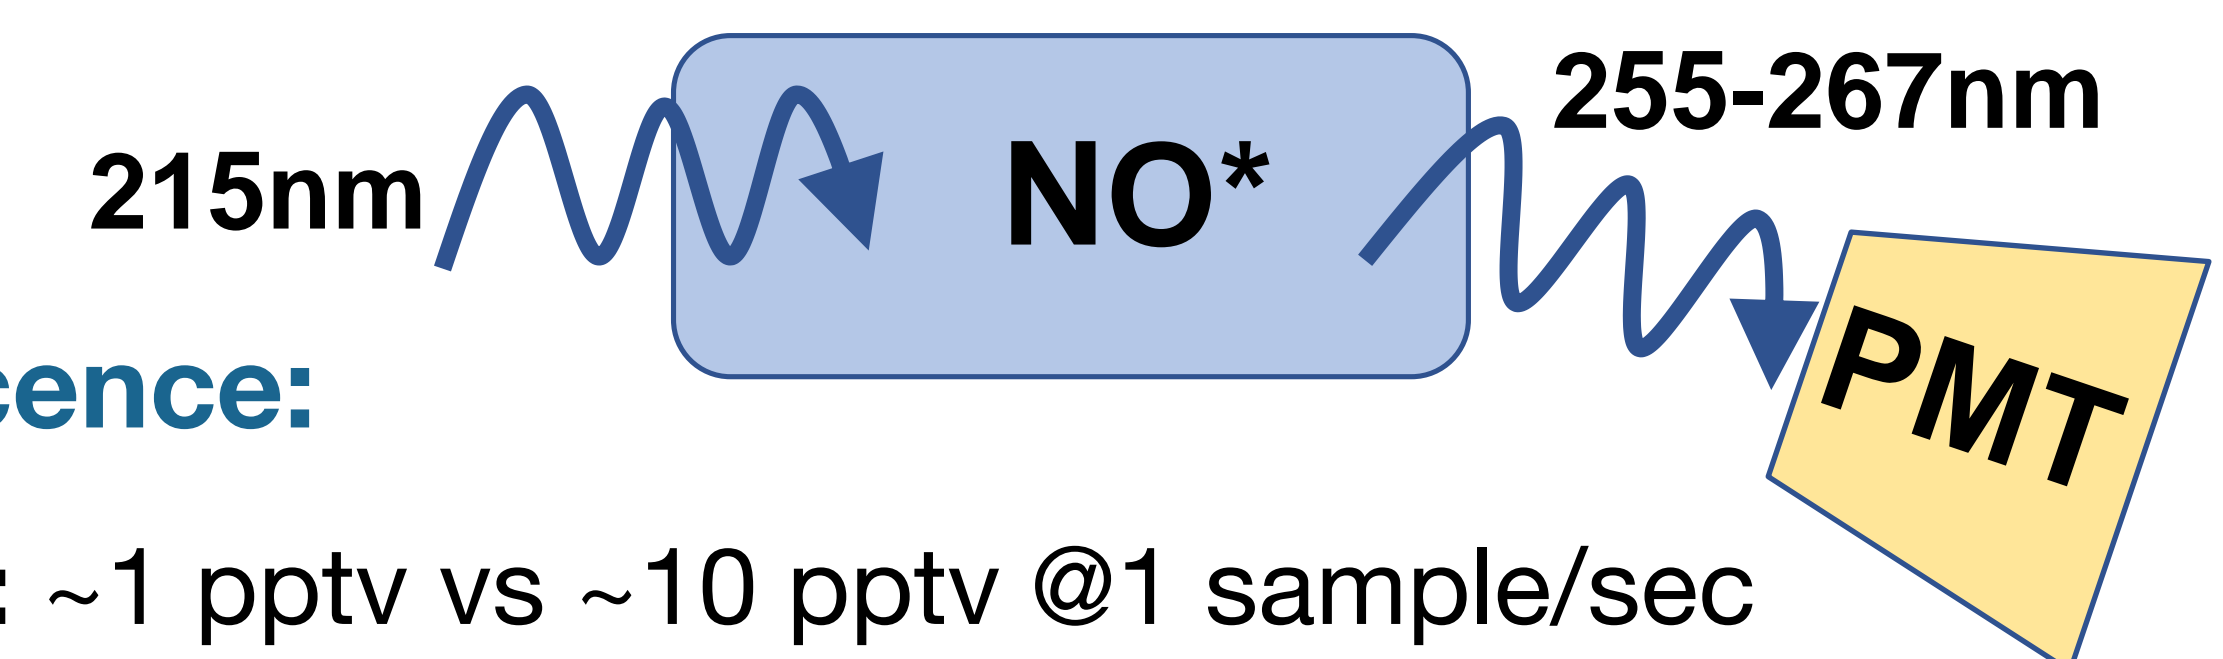 255-267nm
215nm
NO*
PMT
cence:
: ~1 pptv vs ~10 pptv @1 sample/sec